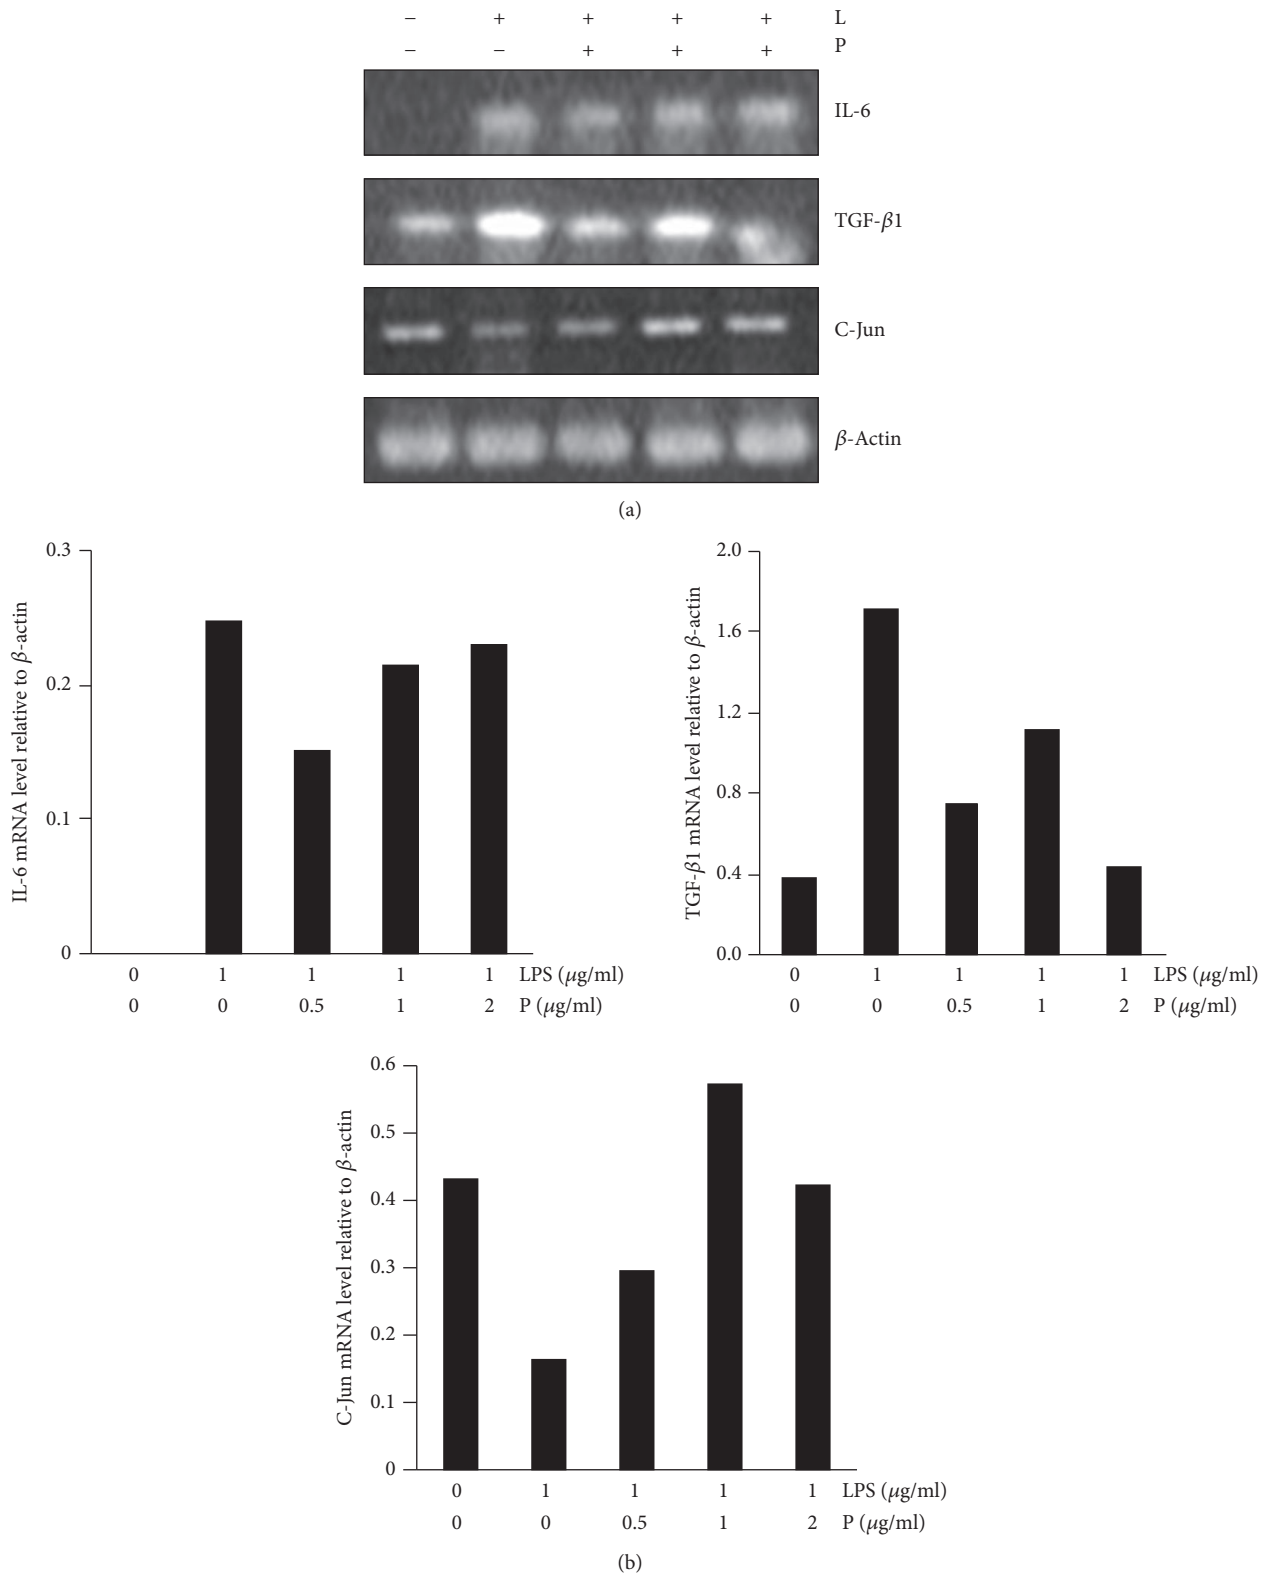 − + + + + L
− − + + + P
IL-6
TGF-β1
C-Jun
β-Actin
(a)
IL-6 mRNA level relative to β-actin
0.3
0.2
0.1
0
0 1 1 1 1 LPS (μg/ml)
0 0 0.5 1 2 P (μg/ml)
TGF-β1 mRNA level relative to β-actin
2.0
1.6
1.2
0.8
0.4
0.0
0 1 1 1 1 LPS (μg/ml)
0 0 0.5 1 2 P (μg/ml)
C-Jun mRNA level relative to β-actin
0.6
0.5
0.4
0.3
0.2
0.1
0
0 1 1 1 1 LPS (μg/ml)
0 0 0.5 1 2 P (μg/ml)
(b)